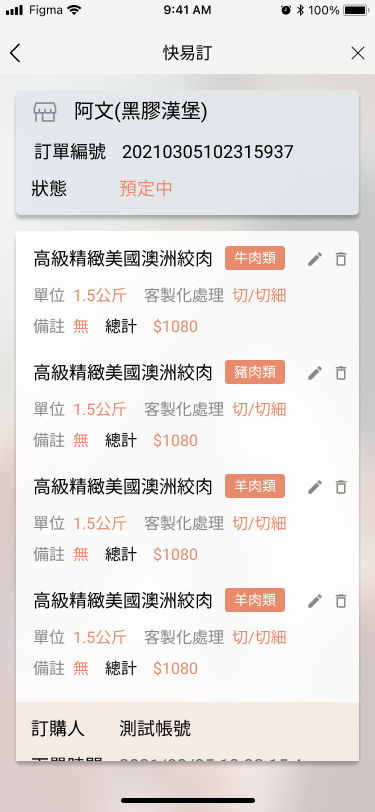 Figma 9:41 AM 100%
快易訂
阿文(黑膠漢堡)
訂單編號 20210305102315937
狀態 預定中
高級精緻美國澳洲絞肉 牛肉類
單位 1.5公斤 客製化處理 切/切細
備註 無 總計 $1080
高級精緻美國澳洲絞肉 豬肉類
單位 1.5公斤 客製化處理 切/切細
備註 無 總計 $1080
高級精緻美國澳洲絞肉 羊肉類
單位 1.5公斤 客製化處理 切/切細
備註 無 總計 $1080
高級精緻美國澳洲絞肉 羊肉類
單位 1.5公斤 客製化處理 切/切細
備註 無 總計 $1080
訂購人 測試帳號